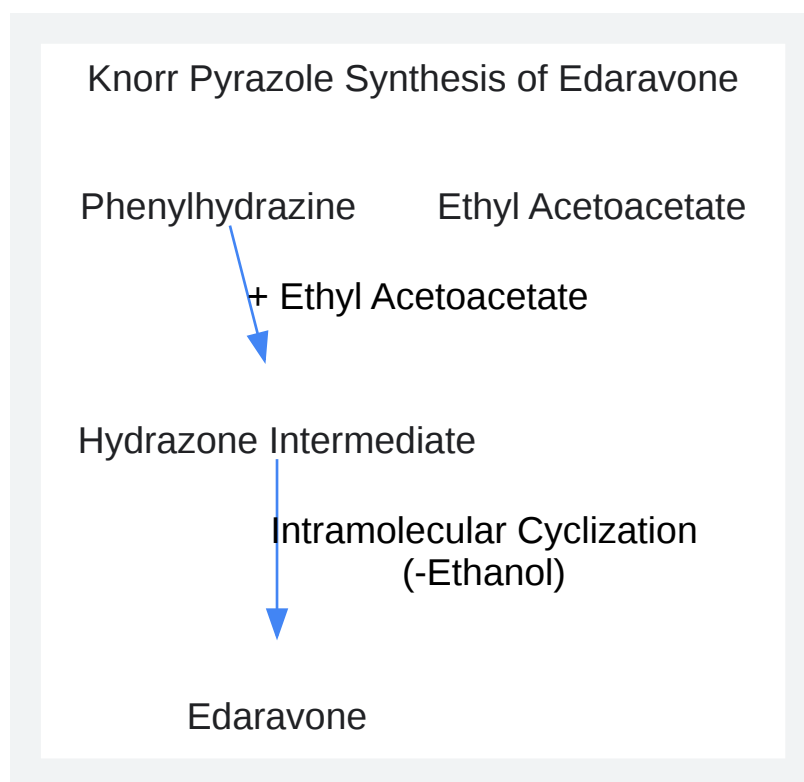 Knorr Pyrazole Synthesis of Edaravone
Phenylhydrazine
Ethyl Acetoacetate
+ Ethyl Acetoacetate
Hydrazone Intermediate
Intramolecular Cyclization
(-Ethanol)
Edaravone